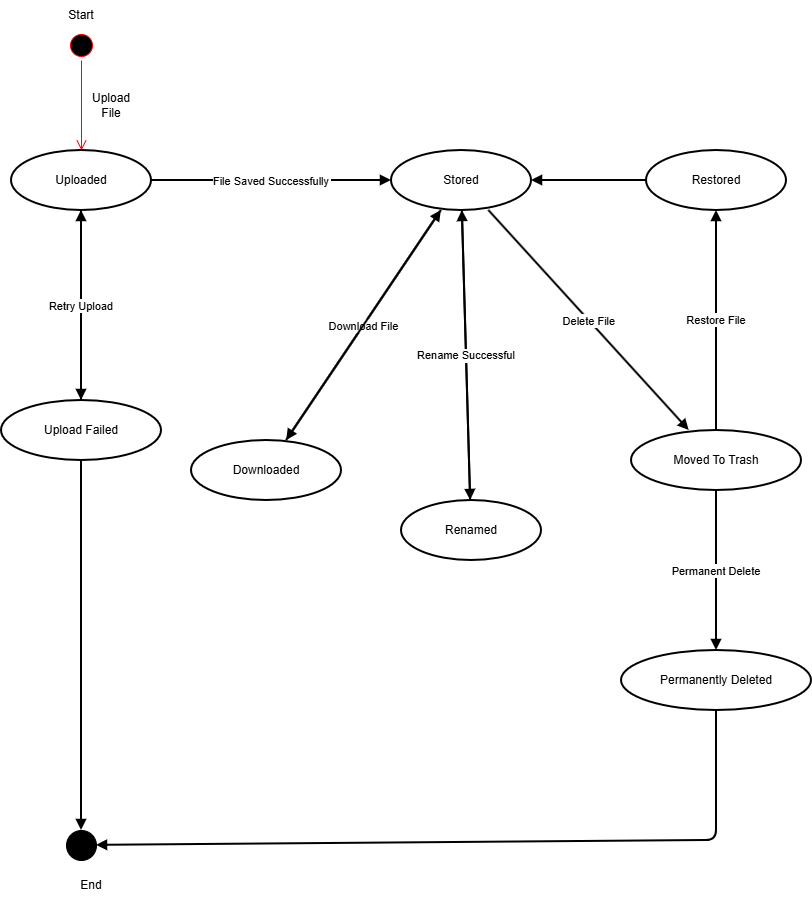 Start
Upload
File
Uploaded
File Saved Successfully
Stored
Restored
Retry Upload
Download File
Rename Successful
Delete File
Restore File
Upload Failed
Downloaded
Renamed
Moved To Trash
Permanent Delete
Permanently Deleted
End